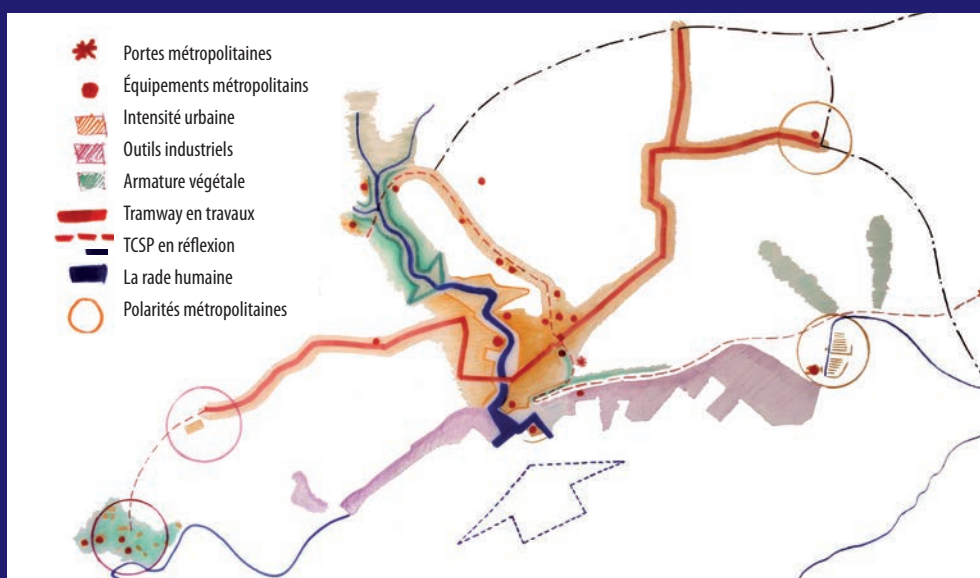 Portes métropolitaines
Équipements métropolitains
Intensité urbaine
Outils industriels
Armature végétale
Tramway en travaux
TCSP en réflexion
La rade humaine
Polarités métropolitaines